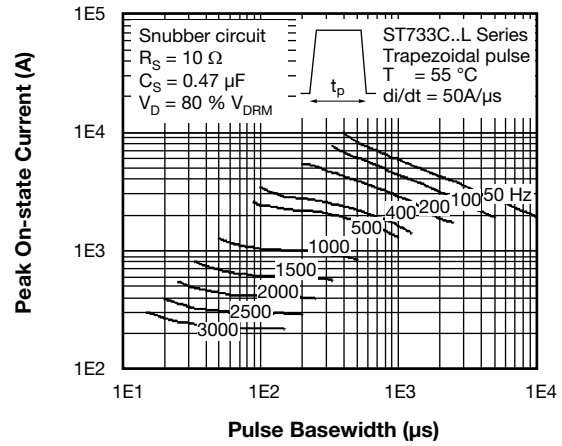 1E5
Snubber circuit
R_S = 10 Ω
C_S = 0.47 µF
V_D = 80 % V_DRM
t_p
ST733C..L Series
Trapezoidal pulse
T = 55 °C
di/dt = 50A/µs
Peak On-state Current (A)
1E4
50 Hz
100
200
400
500
1000
1E3
1500
2000
2500
3000
1E2
1E1
1E2
1E3
1E4
Pulse Basewidth (µs)